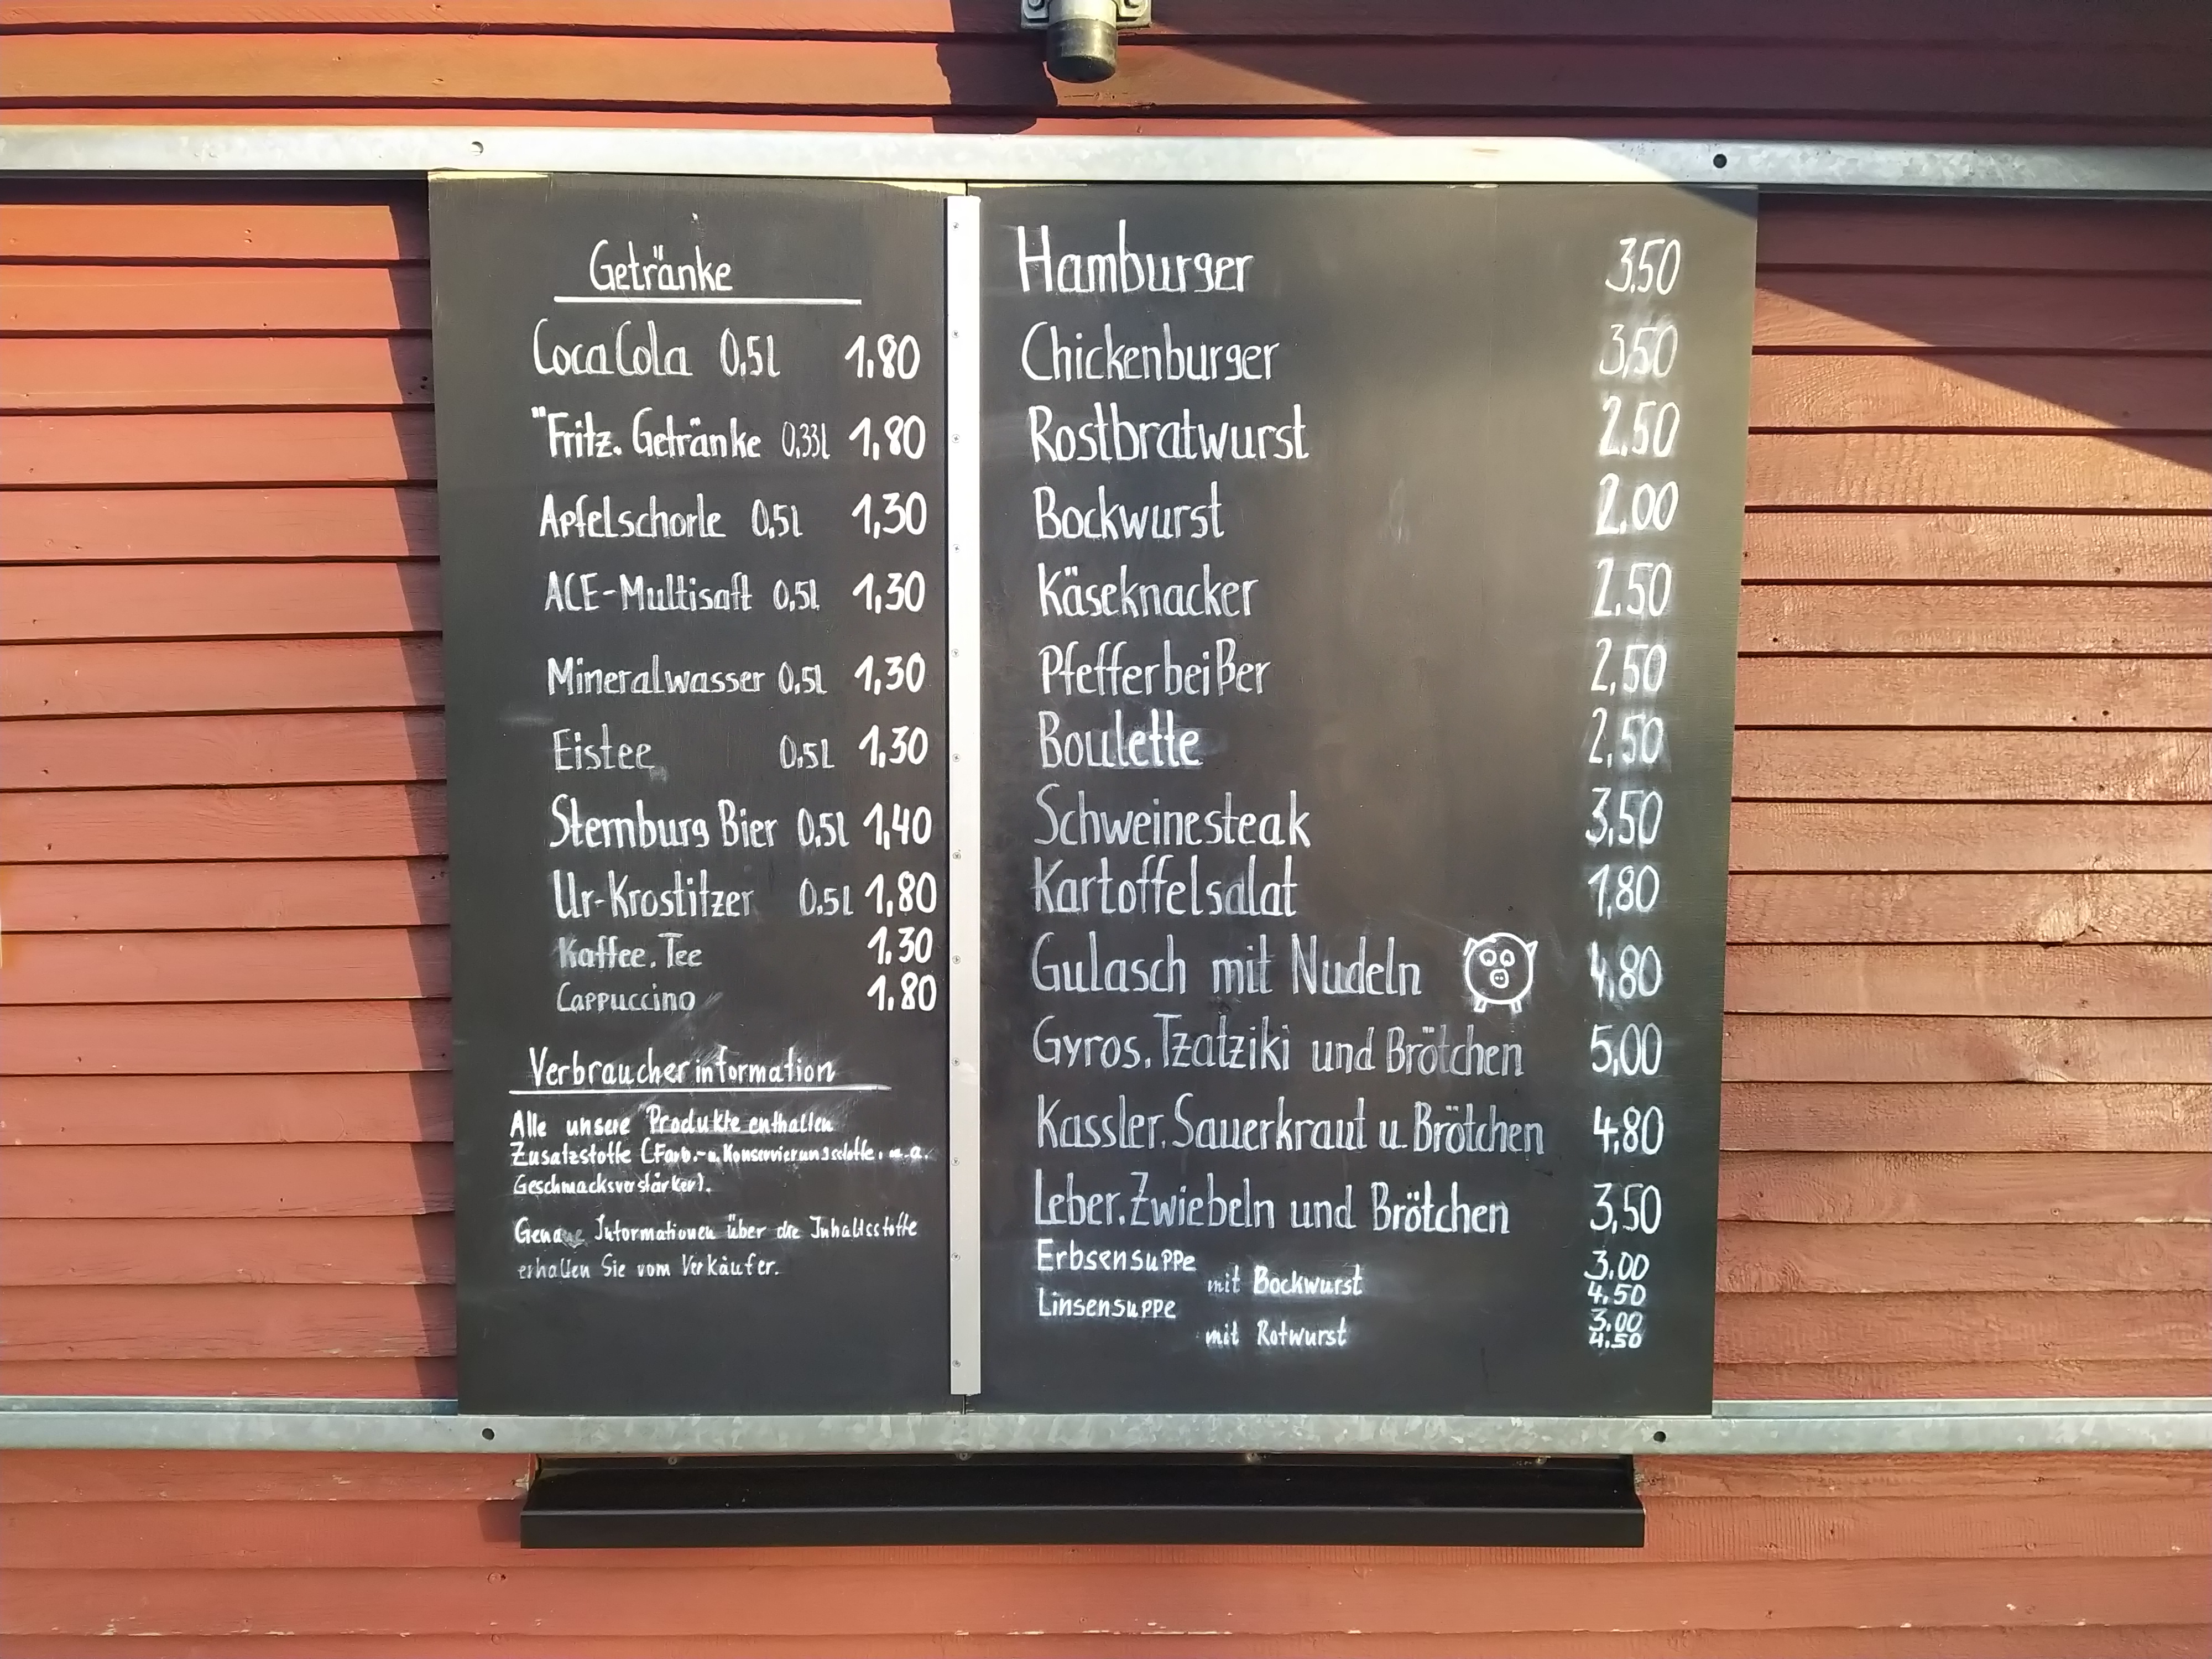 Getränke
CocaCola 0,5l 1,80
"Fritz. Getränke 0,33l 1,80
Apfelschorle 0,5l 1,30
ACE-Multisaft 0,5l 1,30
Mineralwasser 0,5l 1,30
Eistee 0,5l 1,30
Sternburg Bier 0,5l 1,40
Ur-Krostitzer 0,5l 1,80
Kaffee, Tee 1,30
Cappuccino 1,80
Verbraucherinformation
Alle unsere Produkte enthalten
Zusatzstoffe (Farb.-u. Konservierungsstoffe, u.a.
Geschmacksverstärker).
Genaue Informationen über die Inhaltsstoffe
erhalten Sie vom Verkäufer.
Hamburger 3,50
Chickenburger 3,50
Rostbratwurst 2,50
Bockwurst 2,00
Käseknacker 2,50
Pfefferbeißer 2,50
Boulette 2,50
Schweinesteak 3,50
Kartoffelsalat 1,80
Gulasch mit Nudeln 4,80
Gyros, Tzatziki und Brötchen 5,00
Kassler, Sauerkraut u. Brötchen 4,80
Leber, Zwiebeln und Brötchen 3,50
Erbsensuppe 3,00
mit Bockwurst 4,50
Linsensuppe 3,00
mit Rotwurst 4,50